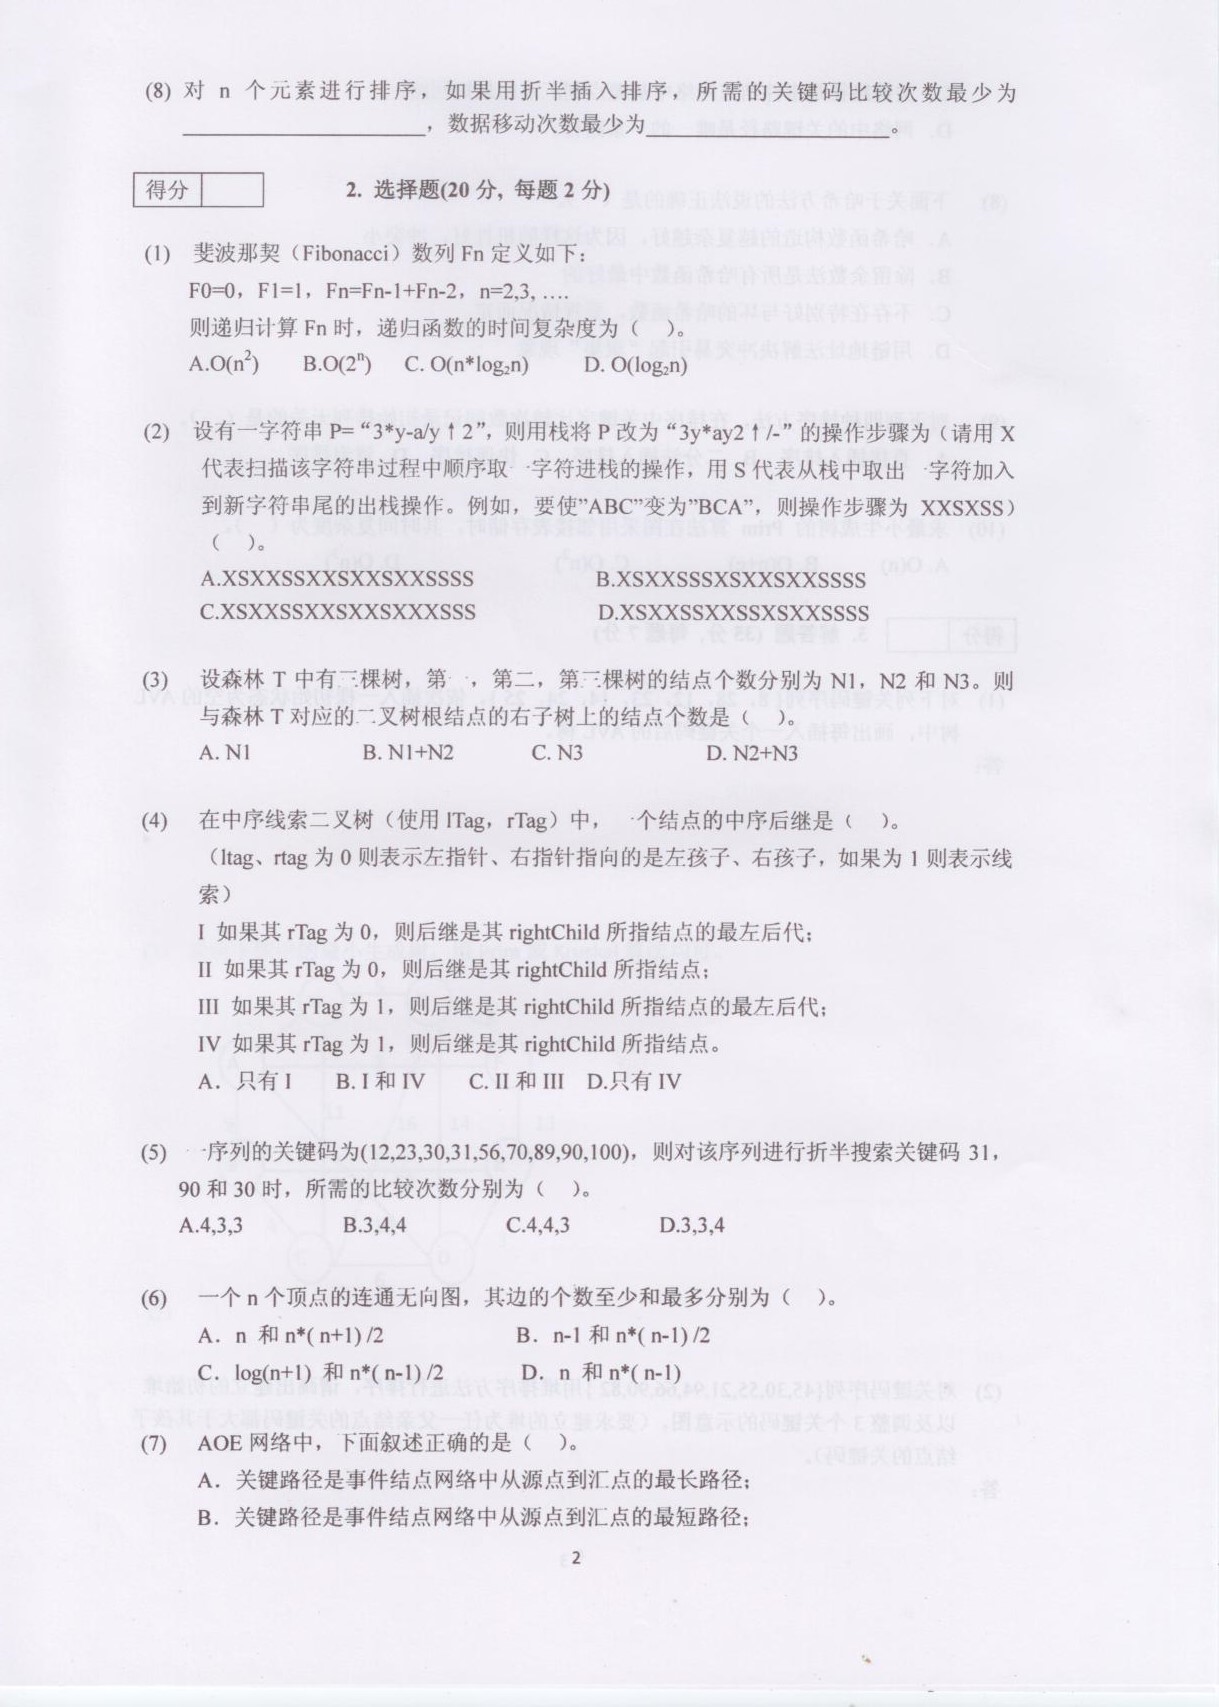 (8) 对 n 个元素进行排序，如果用折半插入排序，所需的关键码比较次数最少为
，数据移动次数最少为 。
得分
2. 选择题(20 分, 每题 2 分)
(1) 斐波那契（Fibonacci）数列 Fn 定义如下：
F0=0，F1=1，Fn=Fn-1+Fn-2，n=2,3, ….
则递归计算 Fn 时，递归函数的时间复杂度为（ ）。
A.O(n²) B.O(2ⁿ) C. O(n*log₂n) D. O(log₂n)
(2) 设有一字符串 P= “3*y-a/y↑2”，则用栈将 P 改为 “3y*ay2↑/-” 的操作步骤为（请用 X
代表扫描该字符串过程中顺序取 字符进栈的操作，用 S 代表从栈中取出 字符加入
到新字符串尾的出栈操作。例如，要使”ABC”变为”BCA”，则操作步骤为 XXSXSS）
（ ）。
A.XSXXSSXXSXXSXXSSSS B.XSXXSSSXSXXSXXSSSS
C.XSXXSSXXSXXSXXXSSS D.XSXXSSXXSSXSXXSSSS
(3) 设森林 T 中有三棵树，第 ，第二，第三棵树的结点个数分别为 N1，N2 和 N3。则
与森林 T 对应的二叉树根结点的右子树上的结点个数是（ ）。
A. N1 B. N1+N2 C. N3 D. N2+N3
(4) 在中序线索二叉树（使用 lTag，rTag）中， 个结点的中序后继是（ ）。
（ltag、rtag 为 0 则表示左指针、右指针指向的是左孩子、右孩子，如果为 1 则表示线
索）
I 如果其 rTag 为 0，则后继是其 rightChild 所指结点的最左后代；
II 如果其 rTag 为 0，则后继是其 rightChild 所指结点；
III 如果其 rTag 为 1，则后继是其 rightChild 所指结点的最左后代；
IV 如果其 rTag 为 1，则后继是其 rightChild 所指结点。
A．只有 I B. I 和 IV C. II 和 III D.只有 IV
(5) 序列的关键码为(12,23,30,31,56,70,89,90,100)，则对该序列进行折半搜索关键码 31，
90 和 30 时，所需的比较次数分别为（ ）。
A.4,3,3 B.3,4,4 C.4,4,3 D.3,3,4
(6) 一个 n 个顶点的连通无向图，其边的个数至少和最多分别为（ ）。
A．n 和 n*( n+1) /2 B．n-1 和 n*( n-1) /2
C．log(n+1) 和 n*( n-1) /2 D．n 和 n*( n-1)
(7) AOE 网络中，下面叙述正确的是（ ）。
A．关键路径是事件结点网络中从源点到汇点的最长路径；
B．关键路径是事件结点网络中从源点到汇点的最短路径；
2